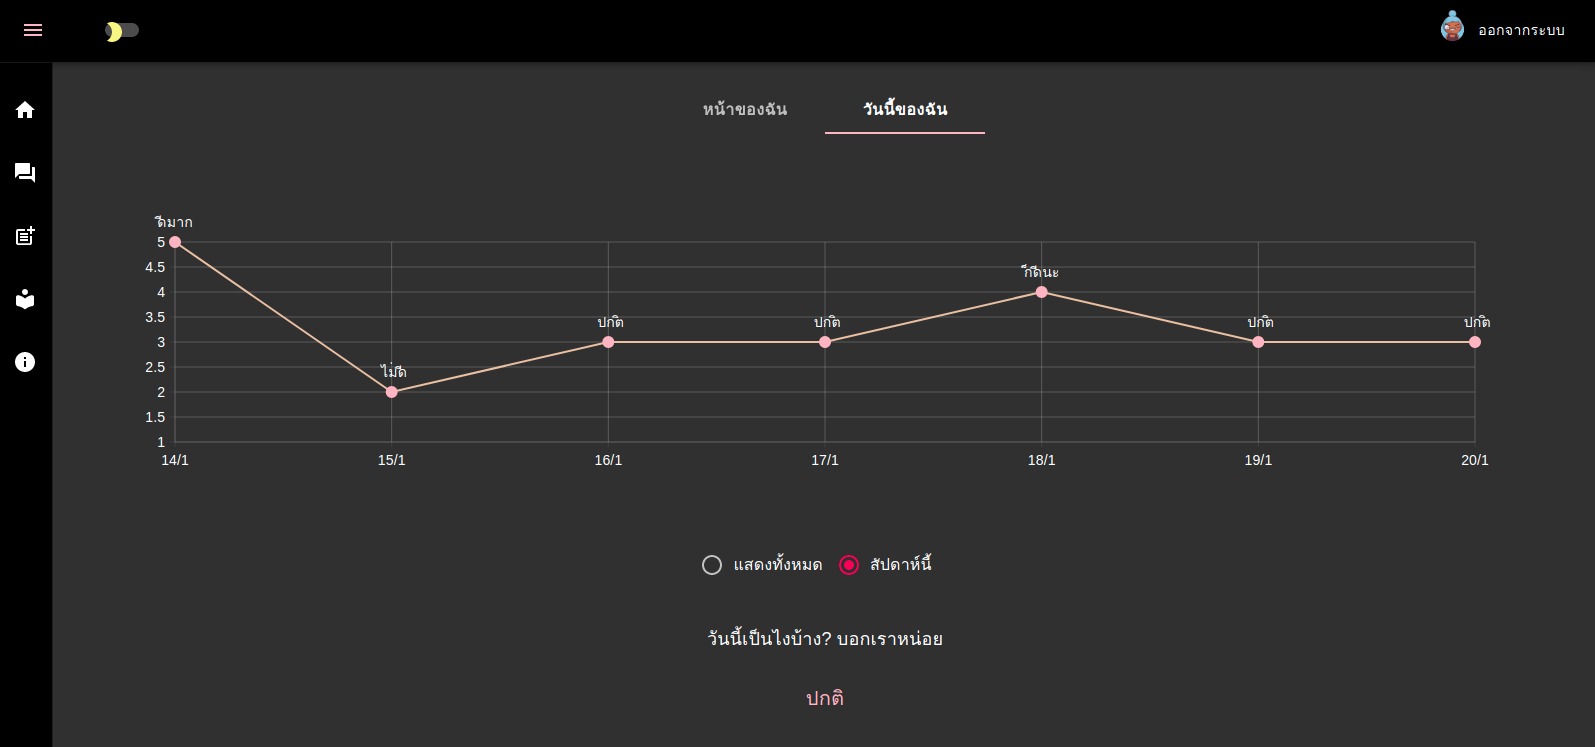 ออกจากระบบ
หน้าของฉัน
วันนี้ของฉัน
ดีมาก
5
4.5
ก็ดีนะ
4
3.5
ปกติ
ปกติ
ปกติ
ปกติ
3
2.5
ไม่ดี
2
1.5
1
14/1
15/1
16/1
17/1
18/1
19/1
20/1
แสดงทั้งหมด
สัปดาห์นี้
วันนี้เป็นไงบ้าง? บอกเราหน่อย
ปกติ